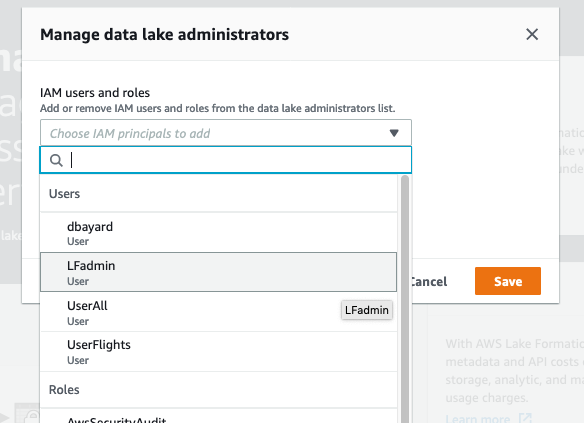 Manage data lake administrators
IAM users and roles
Add or remove IAM users and roles from the data lake administrators list.
Choose IAM principals to add
Users
dbayard
User
LFadmin
User
UserAll
User
LFadmin
UserFlights
User
Roles
AwsSecurityAudit
Cancel
Save
With AWS Lake Formatio
metadata and API costs
storage, analytic, and ma
usage charges.
Learn more